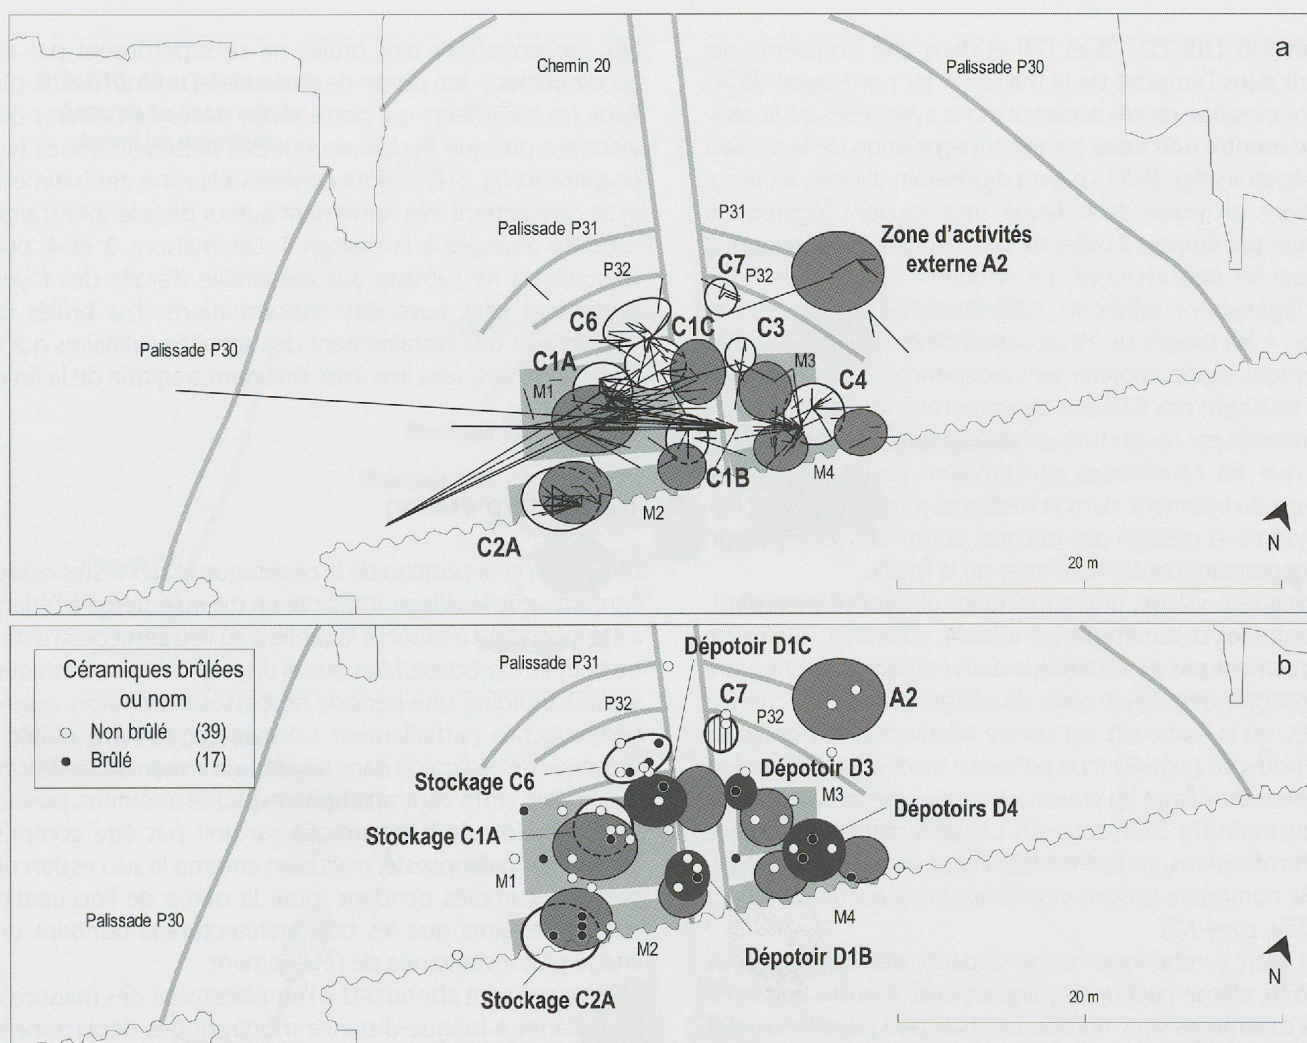 a
Chemin 20
Palissade P30
P31
Palissade P31
Zone d'activités
externe A2
P32
C7
P32
C6
C1C
C3
Palissade P30
C1A
M3
M1
C4
C1B
M4
M2
C2A
N
20 m
b
Céramiques brûlées
ou nom
Non brûlé (39)
Brûlé (17)
Palissade P31
Dépotoir D1C
C7
A2
P32
P32
Stockage C6
Dépotoir D3
M3
Dépotoirs D4
Stockage C1A
M1
Palissade P30
M4
M2
Dépotoir D1B
Stockage C2A
N
20 m